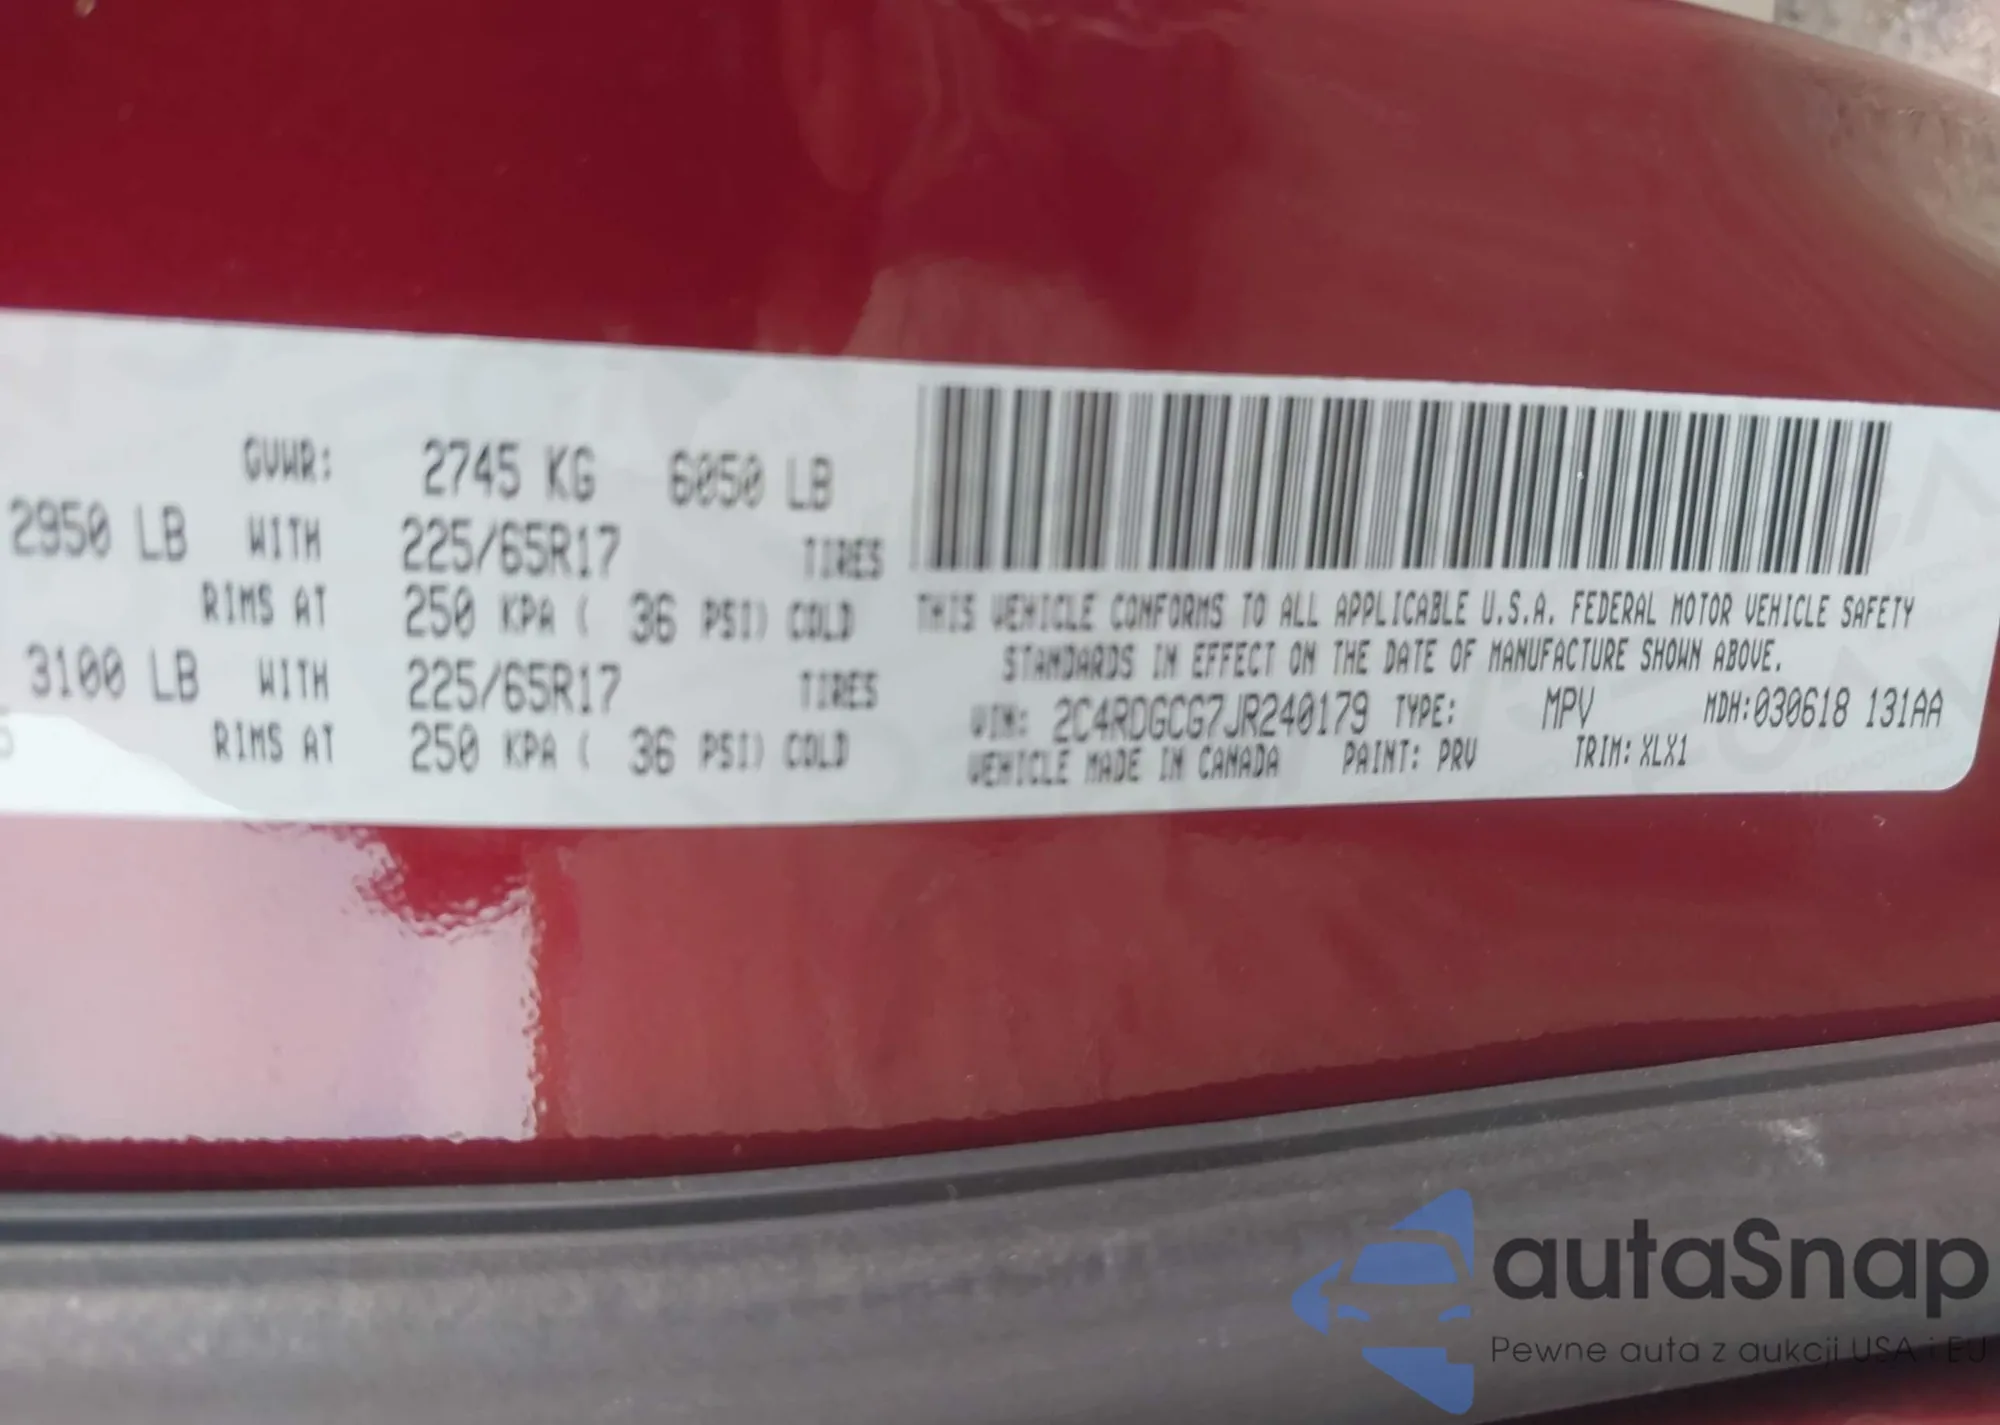 GVWR: 2745 KG 6050 LB
2950 LB WITH 225/65R17 TIRES
RIMS AT 250 KPA ( 36 PSI) COLD
3100 LB WITH 225/65R17 TIRES
RIMS AT 250 KPA ( 36 PSI) COLD
THIS VEHICLE CONFORMS TO ALL APPLICABLE U.S.A. FEDERAL MOTOR VEHICLE SAFETY
STANDARDS IN EFFECT ON THE DATE OF MANUFACTURE SHOWN ABOVE.
VIN: 2C4RDGCG7JR240179 TYPE: MPV MDH:030618 131AA
VEHICLE MADE IN CANADA PAINT: PRV TRIM: XLX1
autaSnap
Pewne auta z aukcji USA i EU